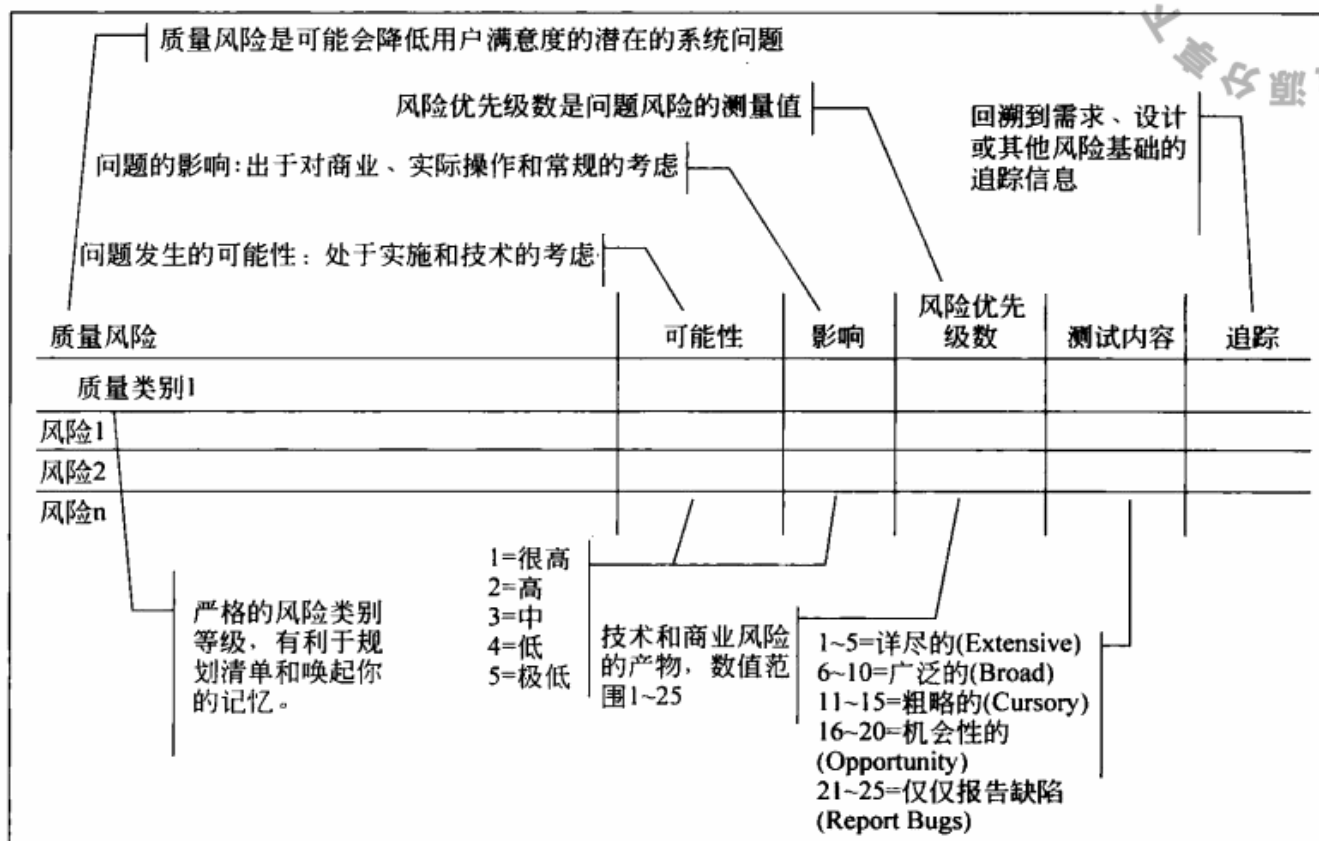 质量风险是可能会降低用户满意度的潜在的系统问题
风险优先级数是问题风险的测量值
回溯到需求、设计
或其他风险基础的
追踪信息
问题的影响：出于对商业、实际操作和常规的考虑
问题发生的可能性：处于实施和技术的考虑
质量风险
可能性
影响
风险优先
级数
测试内容
追踪
质量类别1
风险1
风险2
风险n
严格的风险类别
等级，有利于规
划清单和唤起你
的记忆。
1=很高
2=高
3=中
4=低
5=极低
技术和商业风险
的产物，数值范
围1~25
1~5=详尽的(Extensive)
6~10=广泛的(Broad)
11~15=粗略的(Cursory)
16~20=机会性的
(Opportunity)
21~25=仅仅报告缺陷
(Report Bugs)
源分享